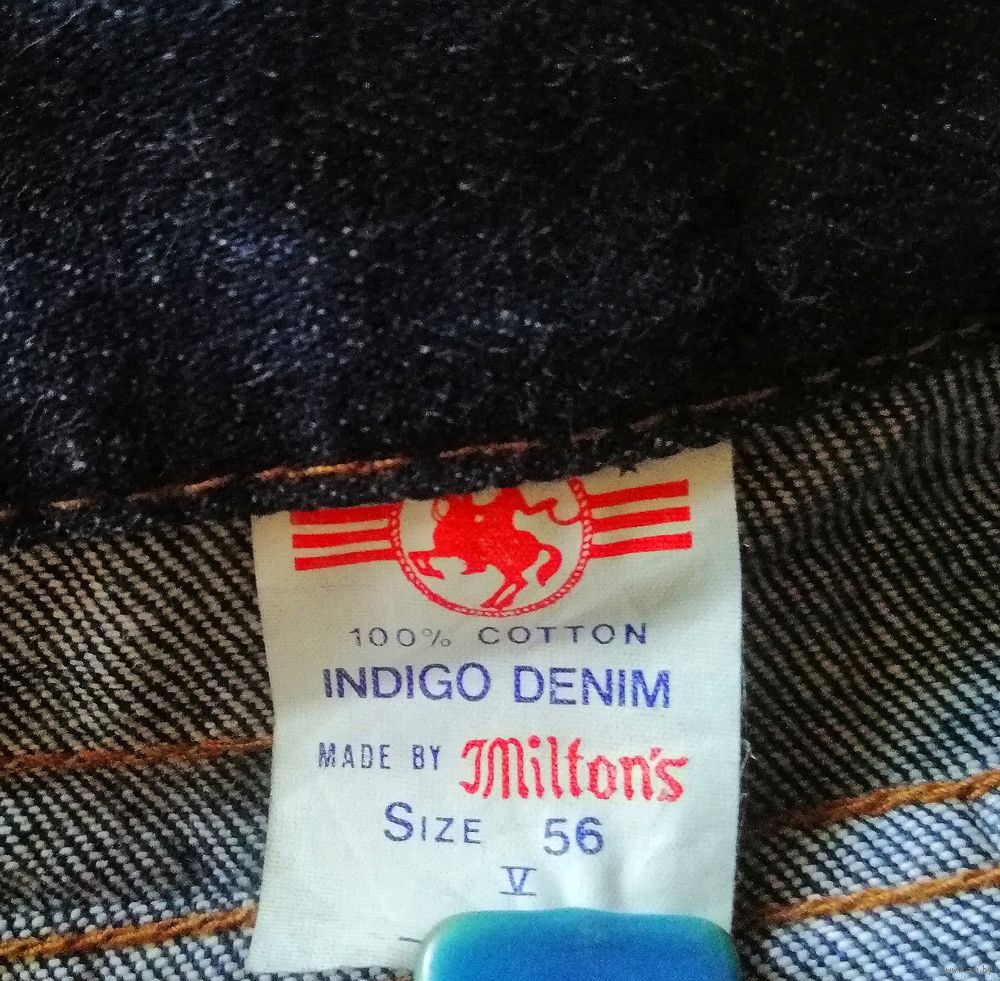 100% COTTON
INDIGO DENIM
MADE BY Milton's
SIZE 56
V